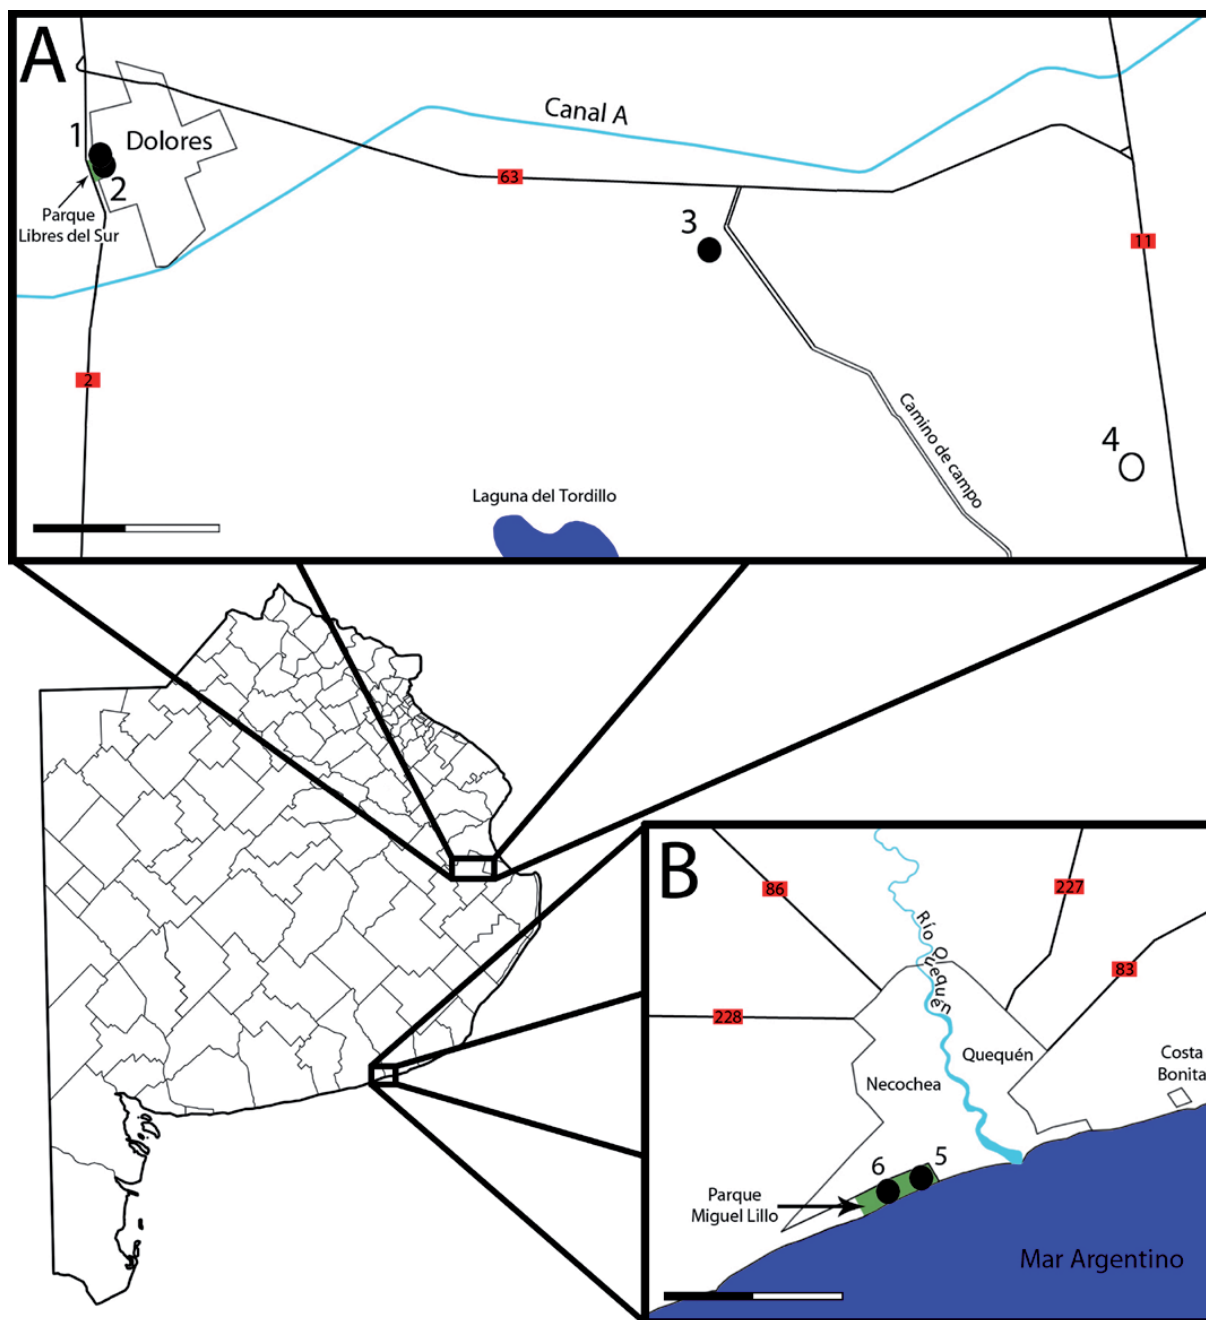 A
Canal A
1
Dolores
2
Parque
Libres del Sur
63
3
11
2
Camino de campo
4
Laguna del Tordillo
B
86
227
Río Quequén
83
228
Quequén
Costa
Bonita
Necochea
5
6
Parque
Miguel Lillo
Mar Argentino